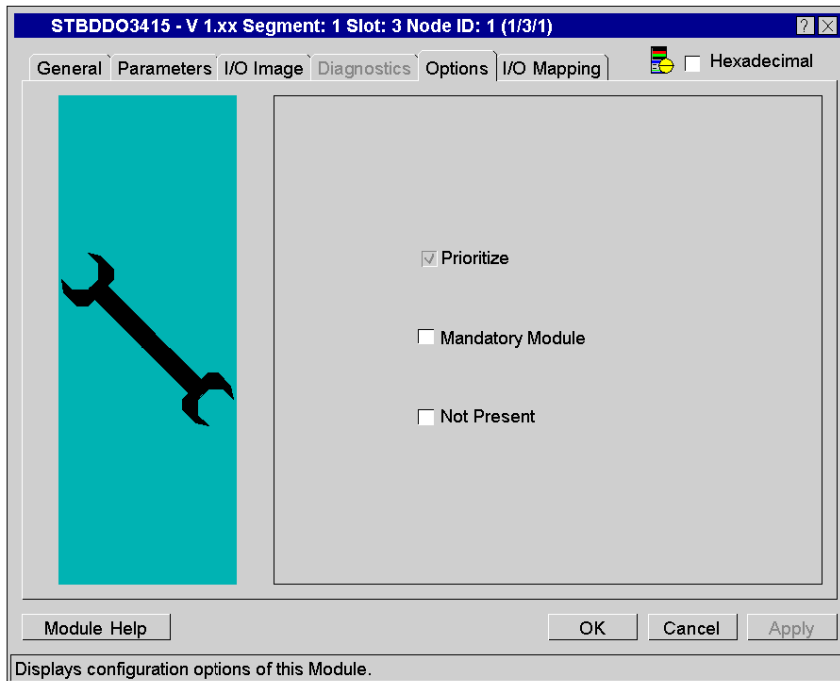 STBDDO3415 - V 1.xx Segment: 1 Slot: 3 Node ID: 1 (1/3/1)
General Parameters I/O Image Diagnostics Options I/O Mapping Hexadecimal
Prioritize
Mandatory Module
Not Present
Module Help OK Cancel Apply
Displays configuration options of this Module.